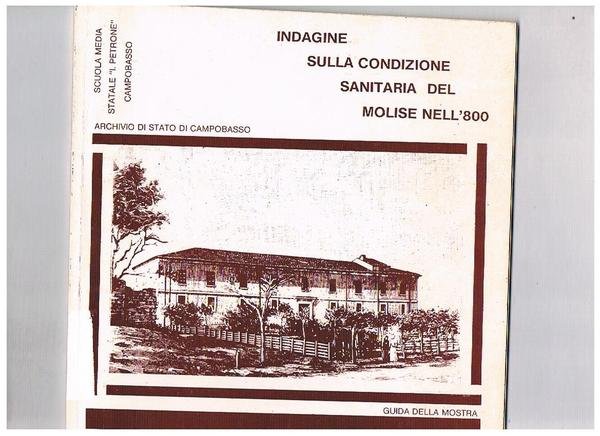 INDAGINE
SULLA CONDIZIONE
SANITARIA DEL
MOLISE NELL'800
SCUOLA MEDIA
STATALE "I. PETRONE"
CAMPOBASSO
ARCHIVIO DI STATO DI CAMPOBASSO
GUIDA DELLA MOSTRA